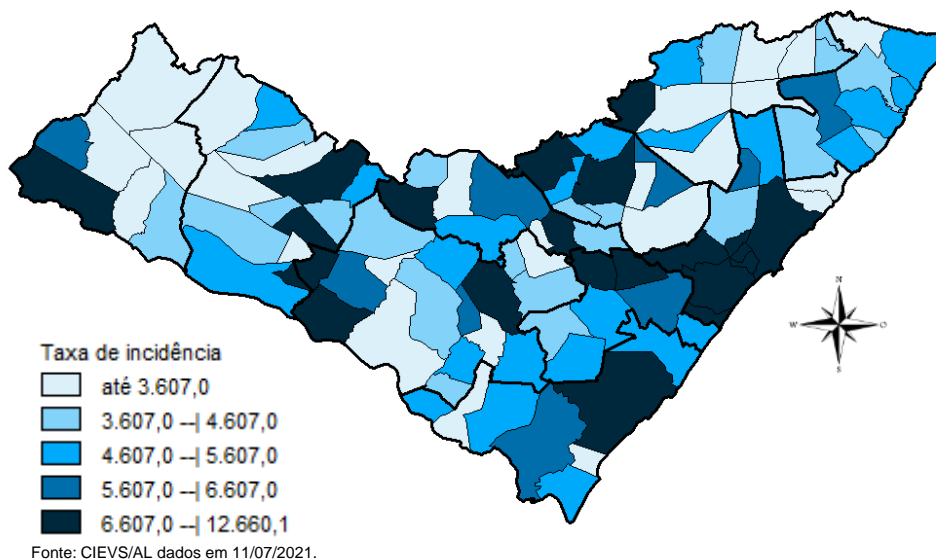 N
W
O
S
Taxa de incidência
até 3.607,0
3.607,0 --| 4.607,0
4.607,0 --| 5.607,0
5.607,0 --| 6.607,0
6.607,0 --| 12.660,1
Fonte: CIEVS/AL dados em 11/07/2021.